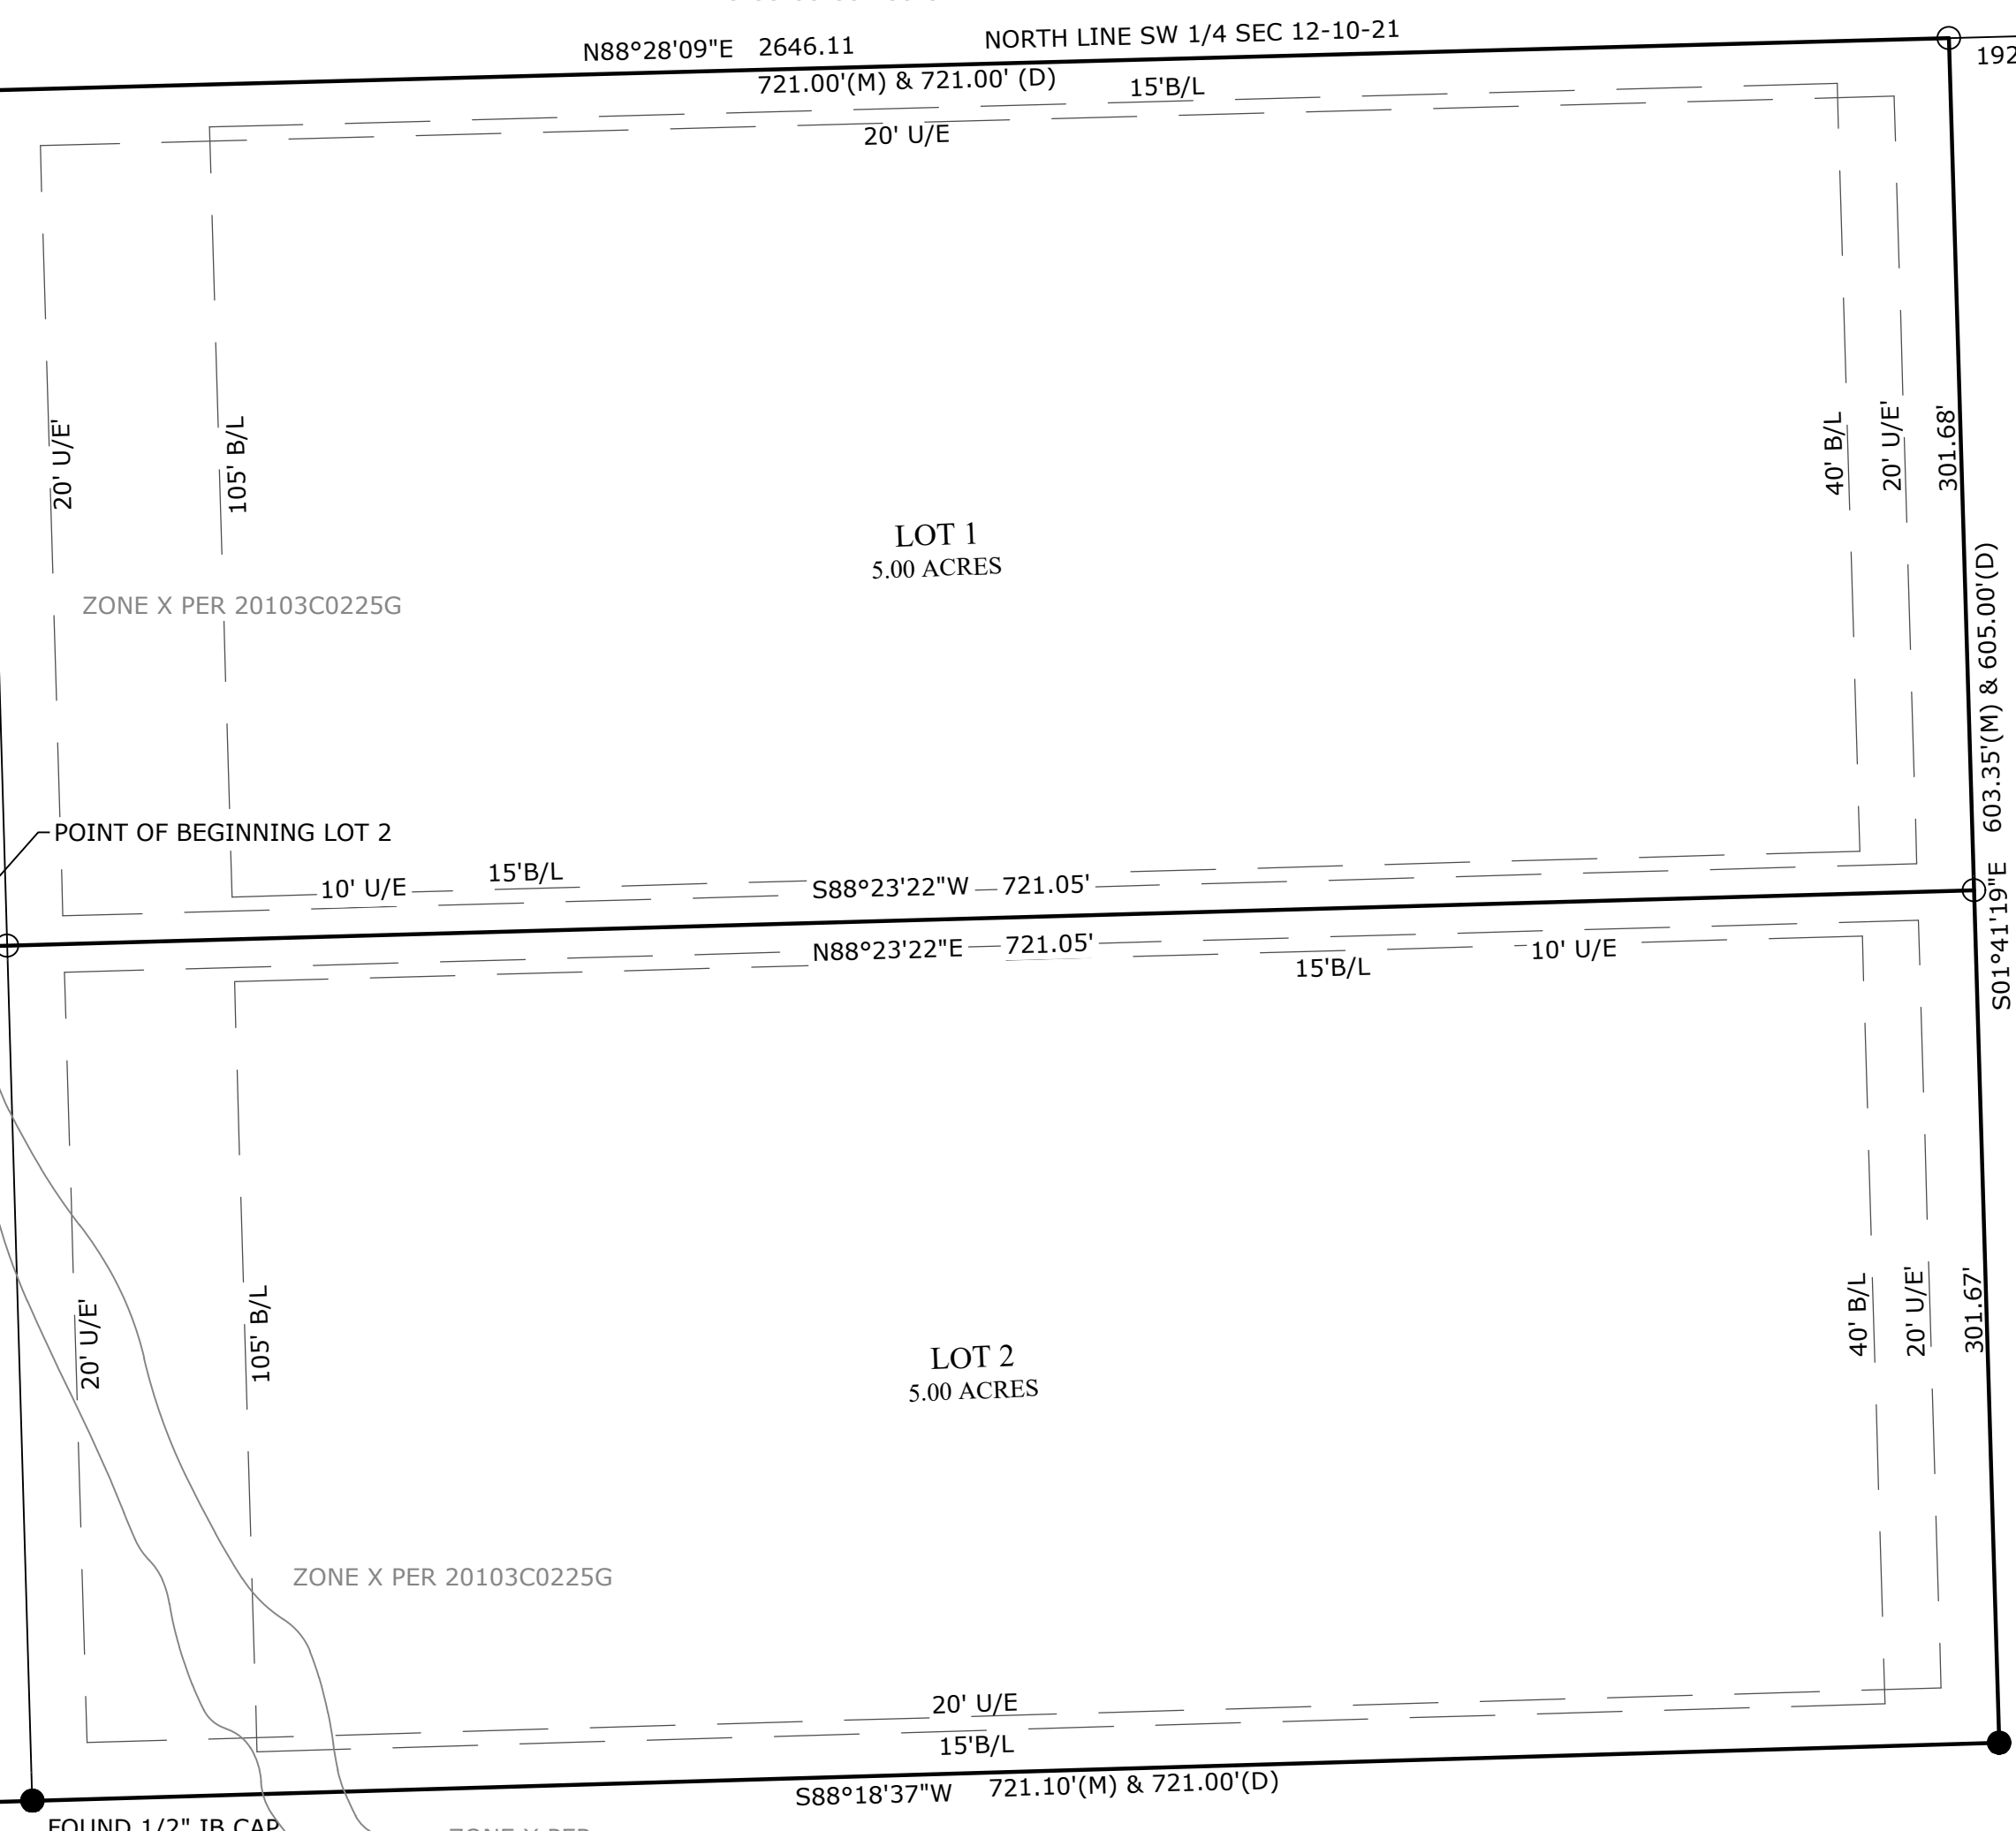 N88°28'09"E 2646.11 NORTH LINE SW 1/4 SEC 12-10-21
192
721.00'(M) & 721.00' (D)
15'B/L
20' U/E
20' U/E'
105' B/L
40' B/L
20' U/E'
301.68'
LOT 1
5.00 ACRES
ZONE X PER 20103C0225G
S01°41'19"E 603.35'(M) & 605.00'(D)
POINT OF BEGINNING LOT 2
10' U/E
15'B/L
S88°23'22"W 721.05'
N88°23'22"E 721.05'
15'B/L
10' U/E
20' U/E'
105' B/L
40' B/L
20' U/E'
301.67'
LOT 2
5.00 ACRES
ZONE X PER 20103C0225G
20' U/E
15'B/L
S88°18'37"W 721.10'(M) & 721.00'(D)
FOUND 1/2" IB CAP
ZONE X PER